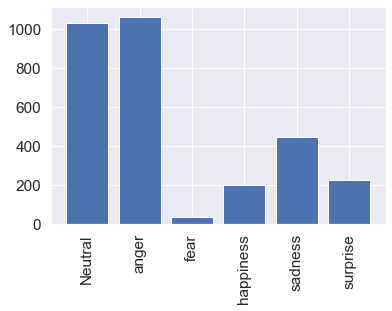 1000
800
600
400
200
0
Neutral
anger
fear
happiness
sadness
surprise